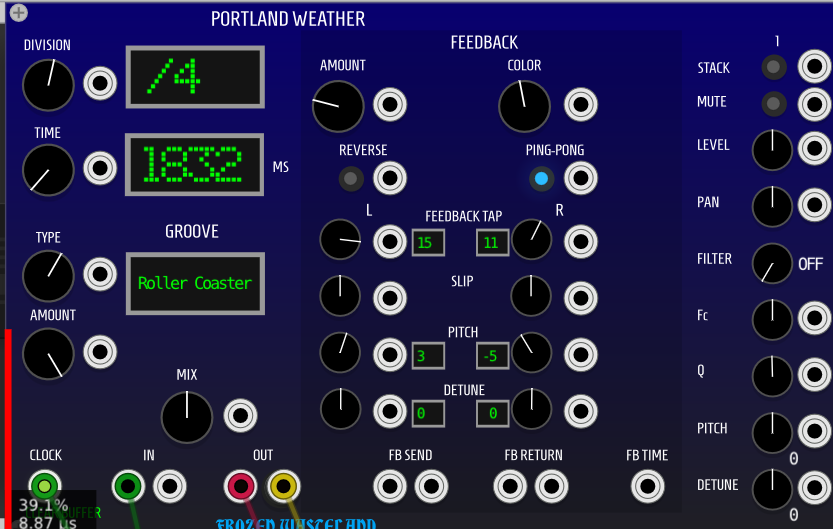 PORTLAND WEATHER
DIVISION
/4
TIME
1832
MS
TYPE
GROOVE
Roller Coaster
AMOUNT
MIX
CLOCK
IN
OUT
39.1%
8.87 µs
FROZEN WASTELAND
FEEDBACK
AMOUNT
COLOR
REVERSE
PING-PONG
L
FEEDBACK TAP
R
15
11
SLIP
PITCH
3
-5
DETUNE
0
0
FB SEND
FB RETURN
FB TIME
1
STACK
MUTE
LEVEL
PAN
FILTER
OFF
Fc
Q
PITCH
0
DETUNE
0